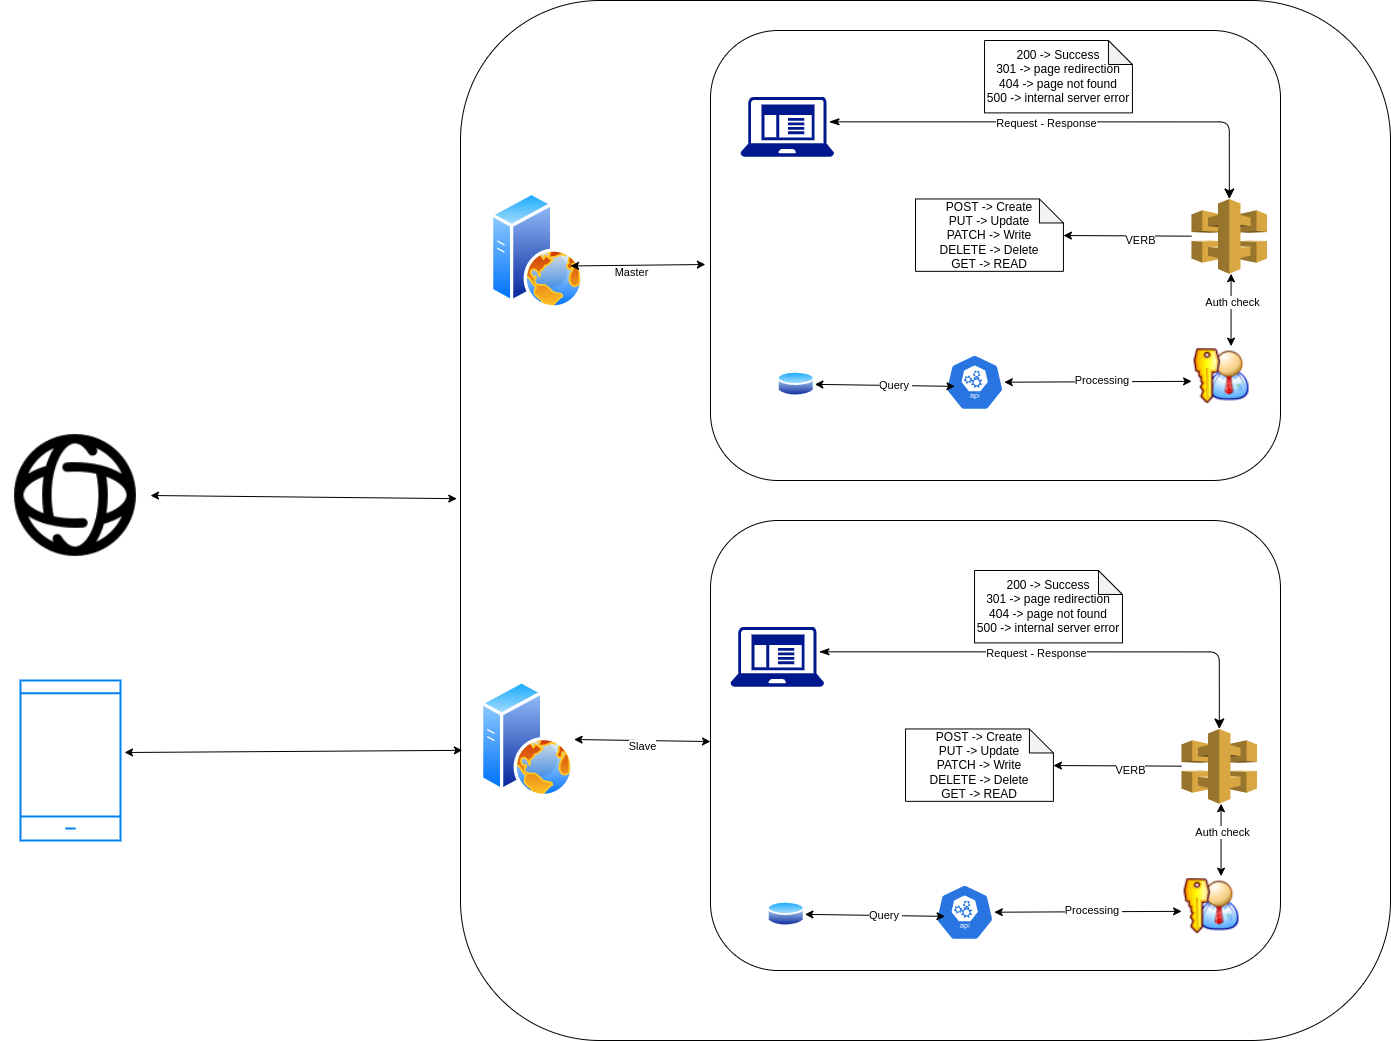 200 -> Success
301 -> page redirection
404 -> page not found
500 -> internal server error
Request - Response
POST -> Create
PUT -> Update
PATCH -> Write
DELETE -> Delete
GET -> READ
VERB
Master
Auth check
Query
api
Processing
200 -> Success
301 -> page redirection
404 -> page not found
500 -> internal server error
Request - Response
POST -> Create
PUT -> Update
PATCH -> Write
DELETE -> Delete
GET -> READ
VERB
Slave
Auth check
Query
api
Processing